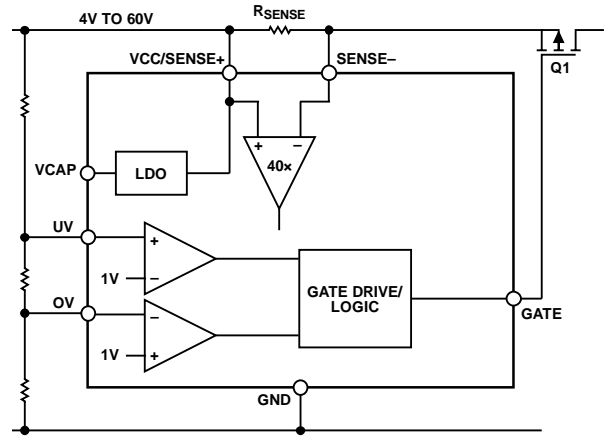 4V TO 60V
RSENSE
VCC/SENSE+
SENSE–
Q1
+
–
40×
VCAP
LDO
UV
+
1V
–
GATE DRIVE/
LOGIC
OV
–
1V
+
GATE
GND